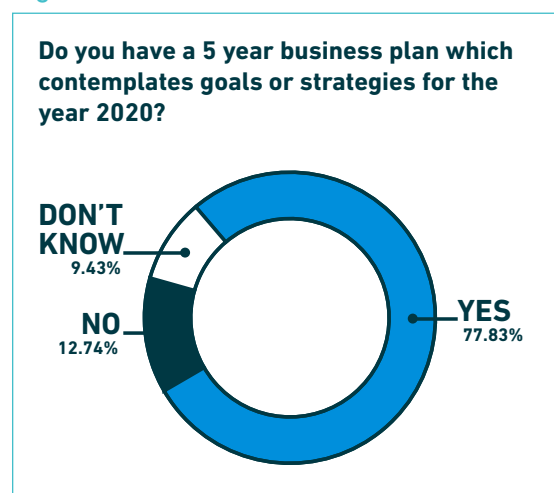 Do you have a 5 year business plan which
contemplates goals or strategies for the
year 2020?
DON'T
KNOW
9.43%
NO
12.74%
YES
77.83%